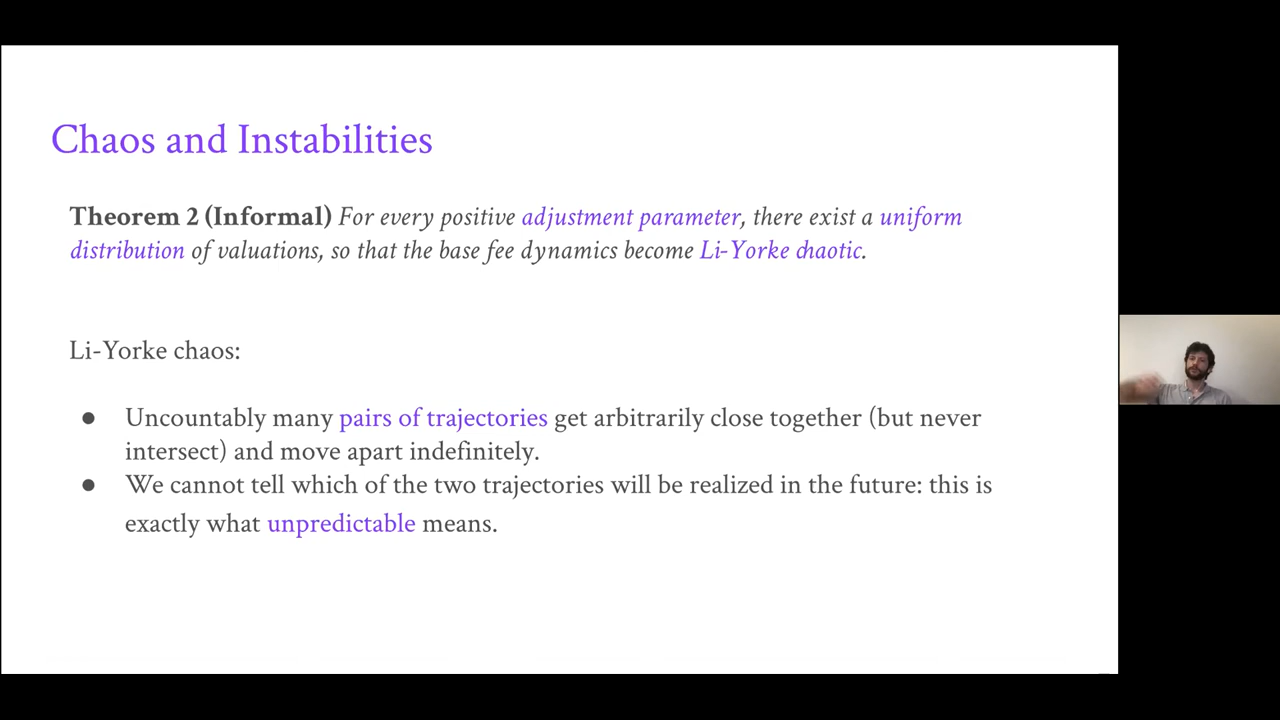 Chaos and Instabilities
Theorem 2 (Informal) For every positive adjustment parameter, there exist a uniform
distribution of valuations, so that the base fee dynamics become Li-Yorke chaotic.
Li-Yorke chaos:
● Uncountably many pairs of trajectories get arbitrarily close together (but never
intersect) and move apart indefinitely.
● We cannot tell which of the two trajectories will be realized in the future: this is
exactly what unpredictable means.